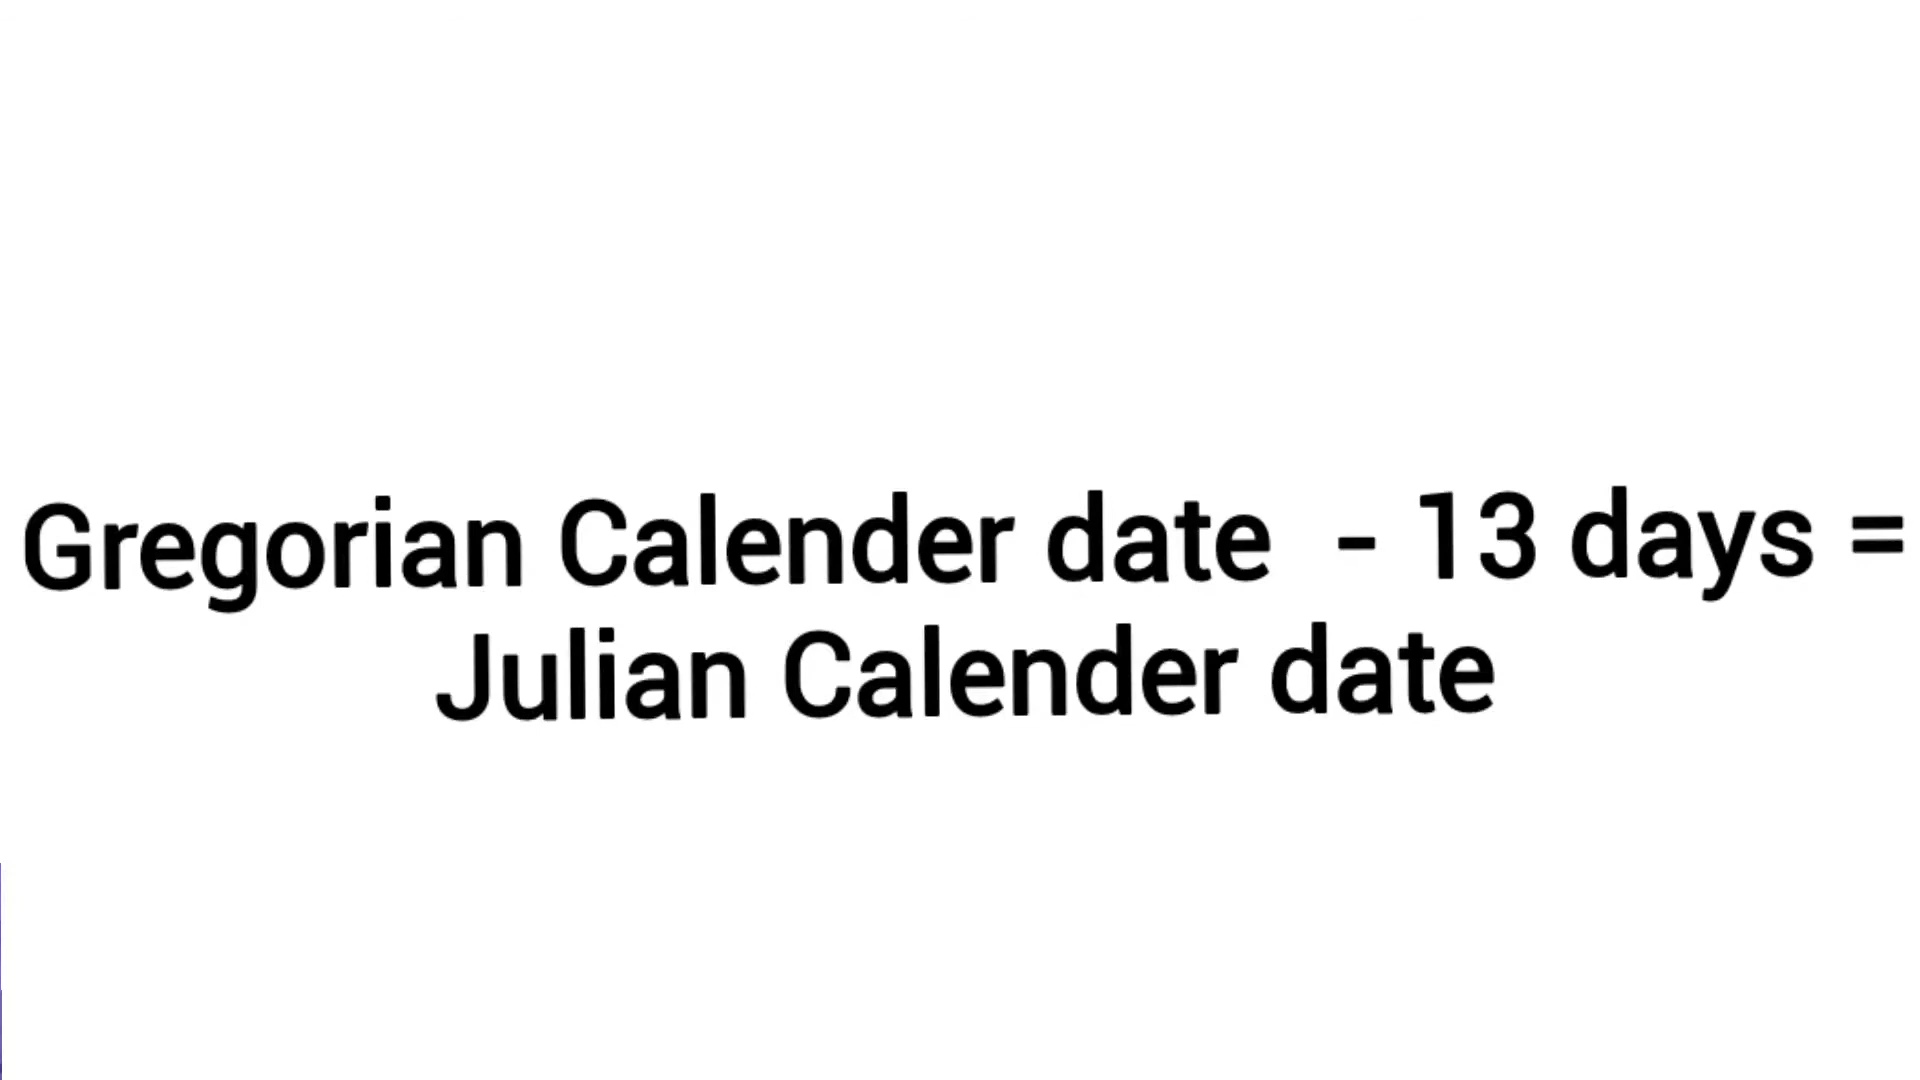 Gregorian Calender date  - 13 days =
Julian Calender date